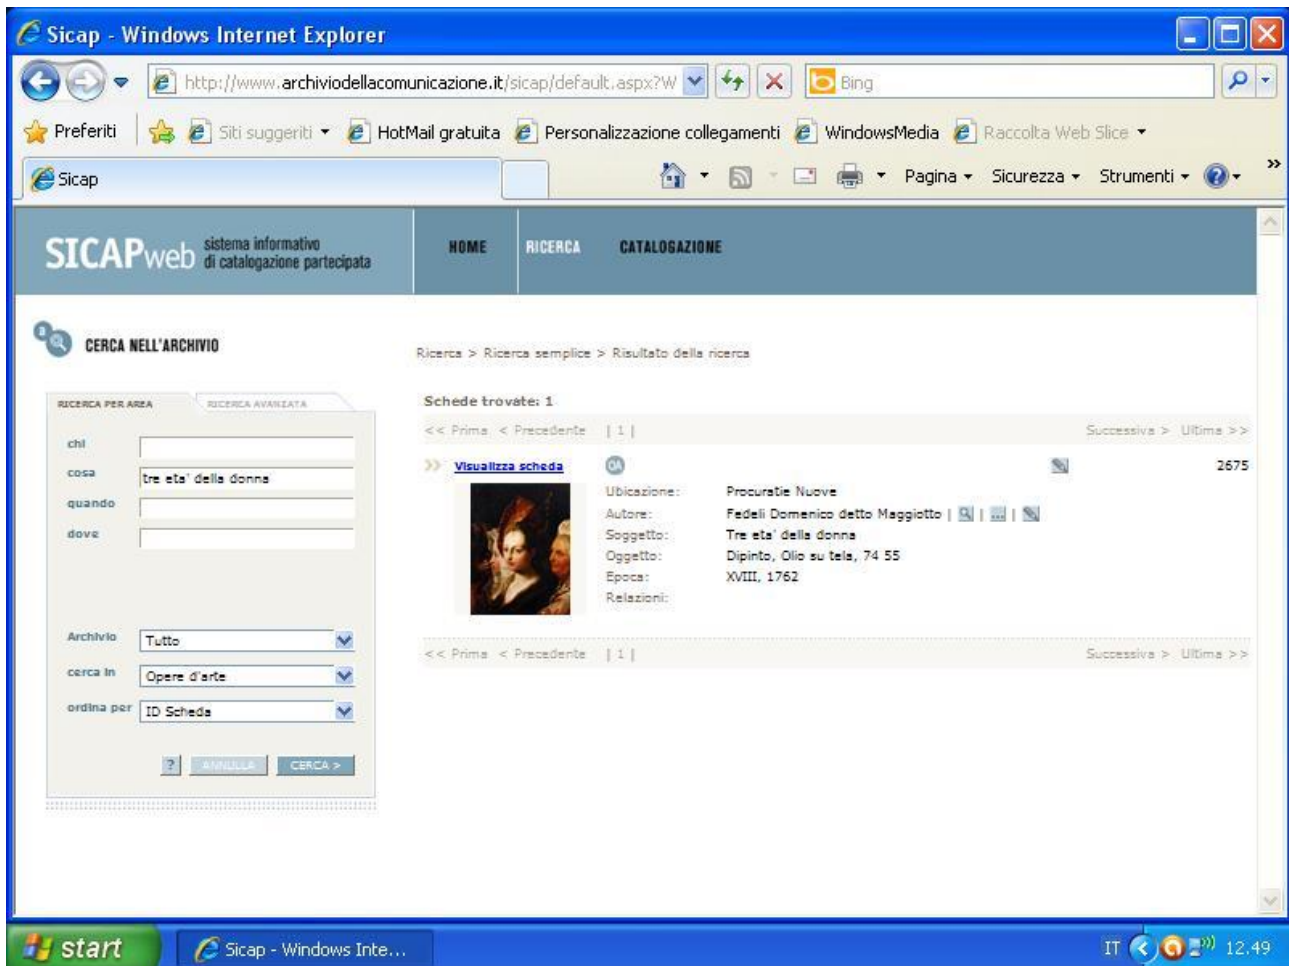 Sicap - Windows Internet Explorer
http://www.archiviodellacomunicazione.it/sicap/default.aspx?W
Bing
Preferiti
Siti suggeriti
HotMail gratuita
Personalizzazione collegamenti
WindowsMedia
Raccolta Web Slice
Sicap
Pagina
Sicurezza
Strumenti
SICAPweb
sistema informativo
di catalogazione partecipata
HOME
RICERCA
CATALOGAZIONE
CERCA NELL'ARCHIVIO
RICERCA PER AREA
RICERCA AVANZATA
chi
cosa
tre eta' della donna
quando
dove
Archivio
Tutto
cerca in
Opere d'arte
ordina per
ID Scheda
?
ANNULLA
CERCA >
Ricerca > Ricerca semplice > Risultato della ricerca
Schede trovate: 1
<< Prima < Precedente | 1 |
Successiva > Ultima >>
Visualizza scheda
OA
2675
Ubicazione: Procuratie Nuove
Autore: Fedeli Domenico detto Maggiotto
Soggetto: Tre eta' della donna
Oggetto: Dipinto, Olio su tela, 74 55
Epoca: XVIII, 1762
Relazioni:
<< Prima < Precedente | 1 |
Successiva > Ultima >>
start
Sicap - Windows Inte...
IT
12.49